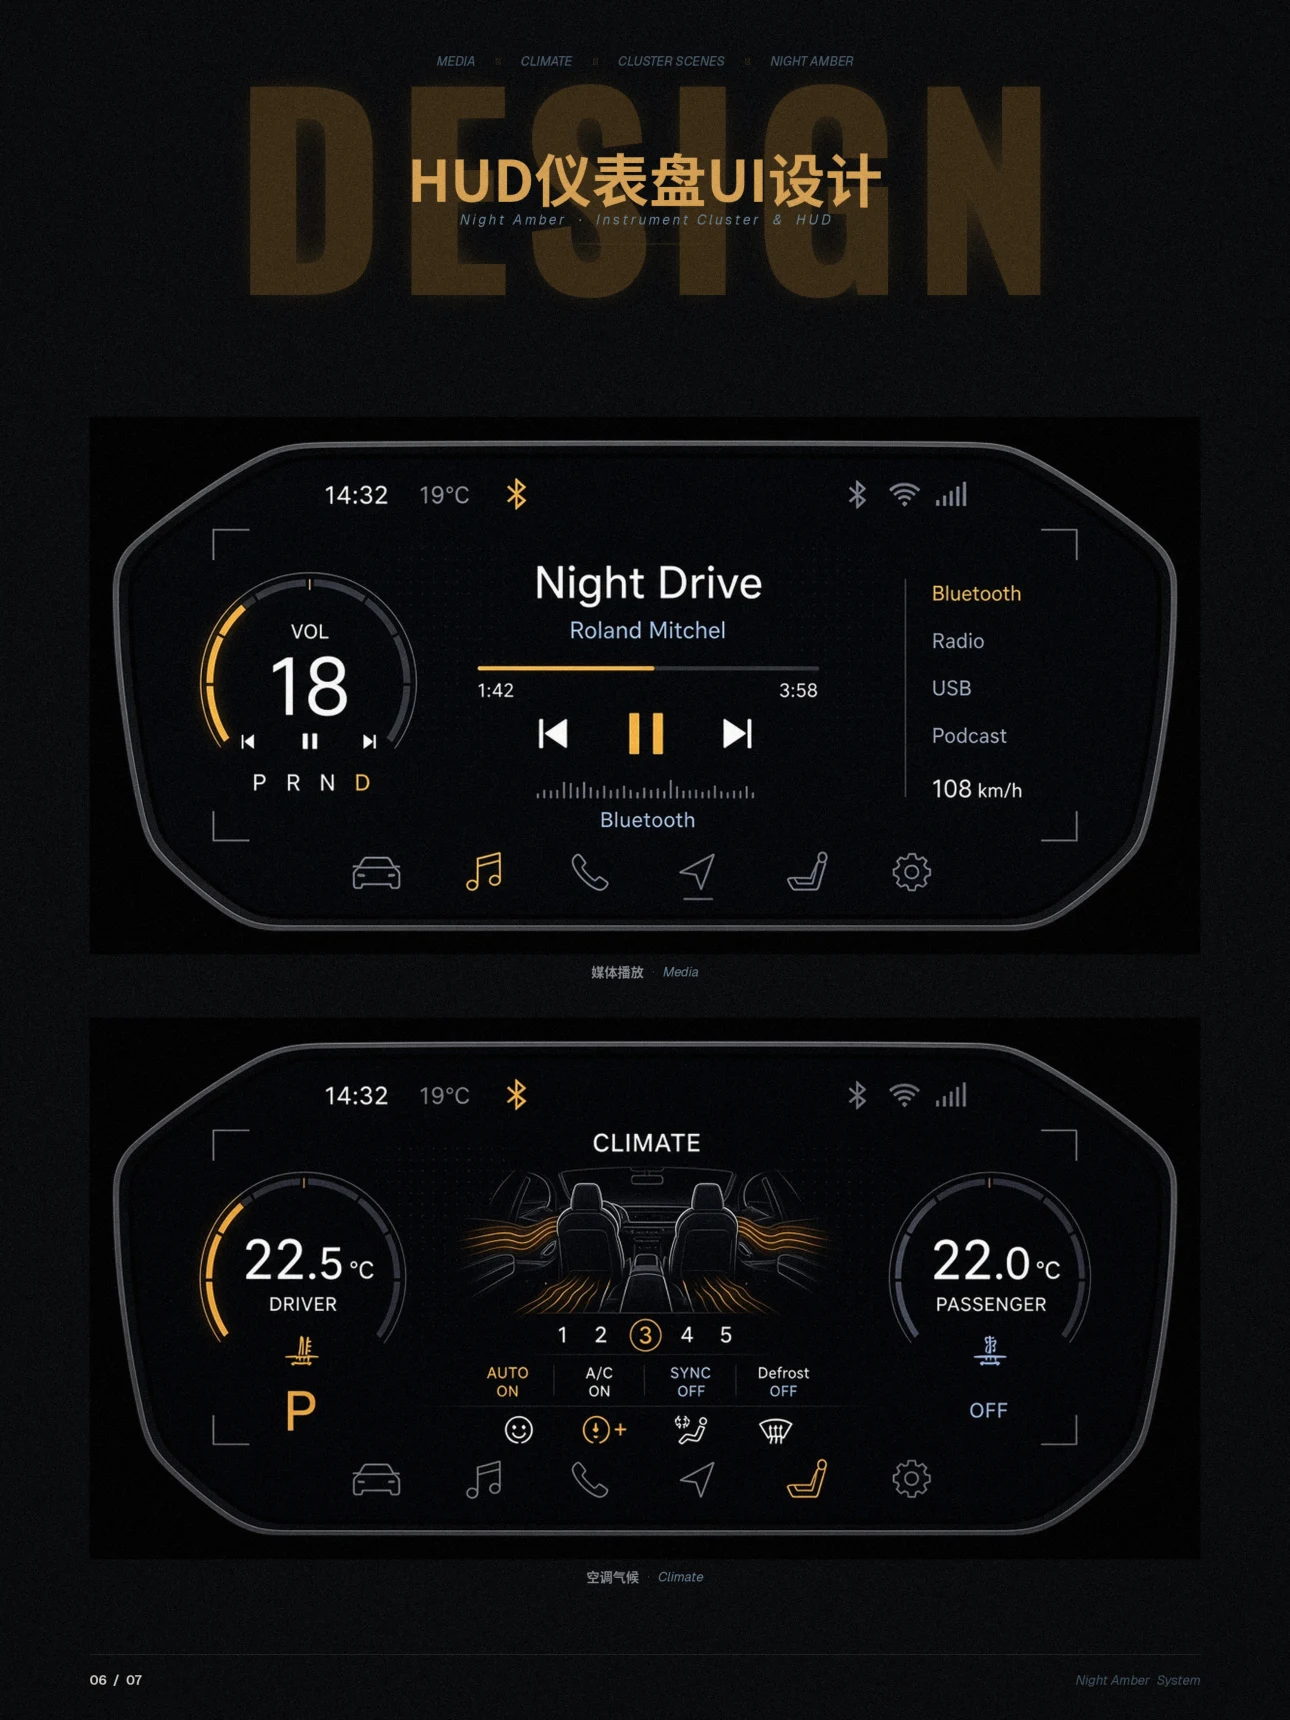 MEDIA CLIMATE CLUSTER SCENES NIGHT AMBER
DESIGN
HUD仪表盘UI设计
Night Amber · Instrument Cluster & HUD
14:32 19°C
Night Drive
Roland Mitchel
VOL
18
1:42 3:58
P R N D
Bluetooth
Bluetooth
Radio
USB
Podcast
108 km/h
媒体播放 · Media
14:32 19°C
CLIMATE
22.5 °C
DRIVER
P
1 2 3 4 5
AUTO ON
A/C ON
SYNC OFF
Defrost OFF
22.0 °C
PASSENGER
OFF
空调气候 · Climate
06 / 07
Night Amber System